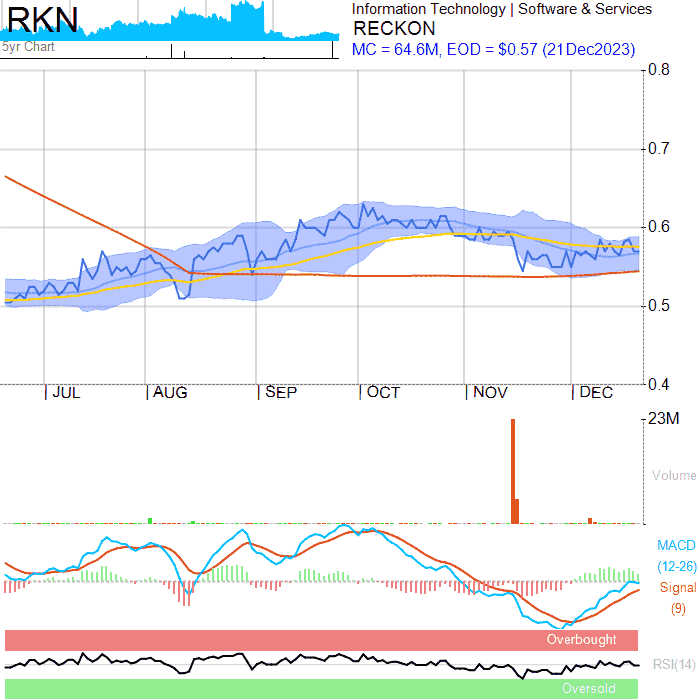 RKN
5yr Chart
Information Technology | Software & Services
RECKON
MC = 64.6M, EOD = $0.57 (21Dec2023)
0.8
0.7
0.6
0.5
0.4
JUL AUG SEP OCT NOV DEC
23M
Volume
MACD
(12-26)
Signal
(9)
Overbought
RSI(14)
Oversold